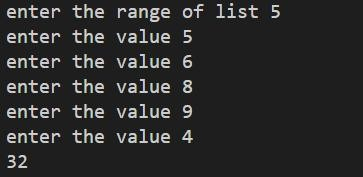 enter the range of list 5
enter the value 5
enter the value 6
enter the value 8
enter the value 9
enter the value 4
32